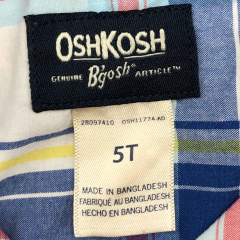 OSHKOSH
GENUINE B'gosh ARTICLE™
28097410 OSH1177A-AD
5T
MADE IN BANGLADESH
FABRIQUÉ AU BANGLADESH
HECHO EN BANGLADESH